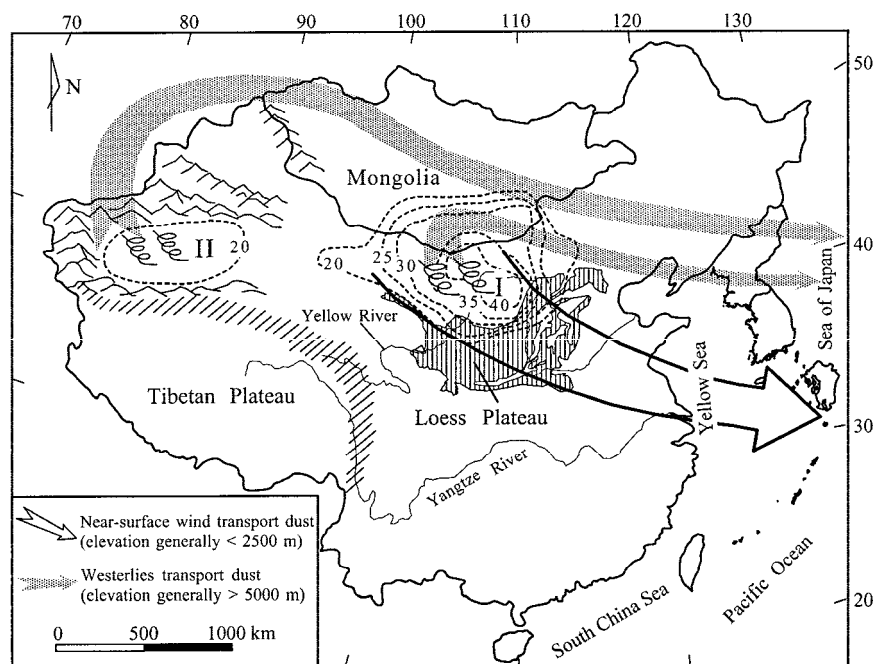 70 80 90 100 110 120 130
50
N
Mongolia
II 20
40
25
20 30
I
35 40
Yellow River
Sea of Japan
Yellow Sea
Tibetan Plateau
Loess Plateau
30
Yangtze River
Near-surface wind transport dust
(elevation generally < 2500 m)
Westerlies transport dust
(elevation generally > 5000 m)
Pacific Ocean
South China Sea
20
0 500 1000 km